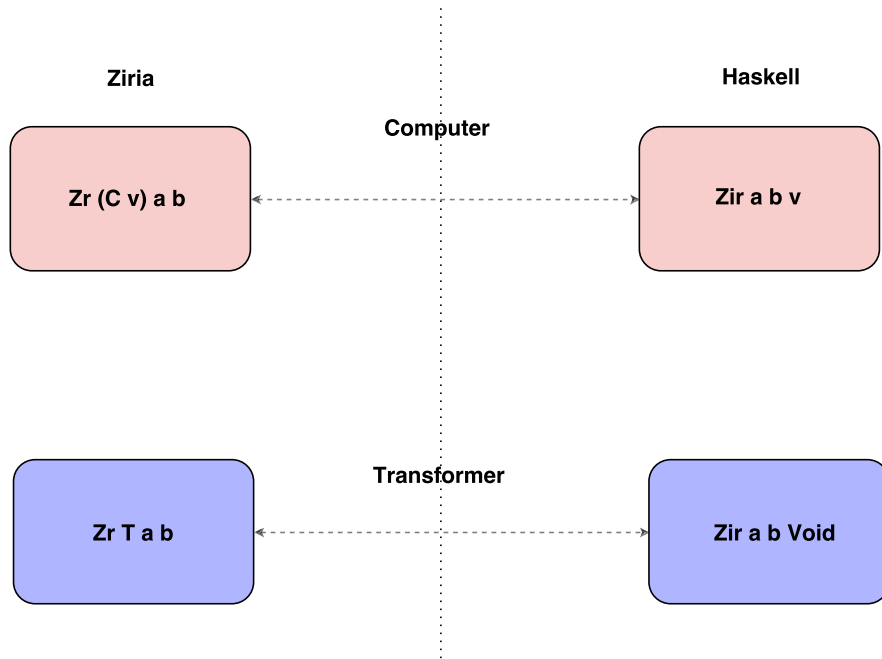 Ziria
Haskell
Computer
Zr (C v) a b
Zir a b v
Transformer
Zr T a b
Zir a b Void